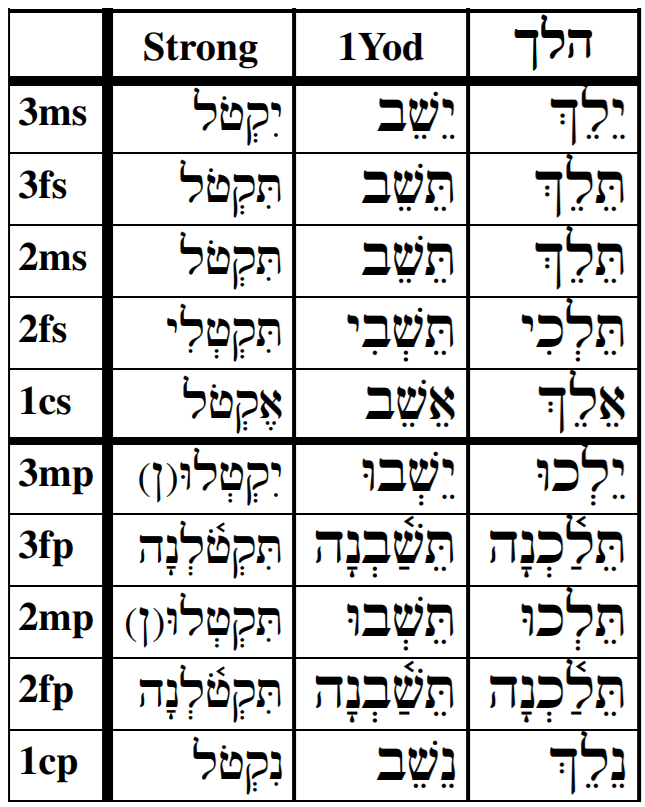 Strong 1Yod הלך
3ms יִקְטֹל יֵשֵׁב יֵלֵךְ
3fs תִּקְטֹל תֵּשֵׁב תֵּלֵךְ
2ms תִּקְטֹל תֵּשֵׁב תֵּלֵךְ
2fs תִּקְטְלִי תֵּשְׁבִי תֵּלְכִי
1cs אֶקְטֹל אֵשֵׁב אֵלֵךְ
3mp יִקְטְלוּ(ן) יֵשְׁבוּ יֵלְכוּ
3fp תִּקְטֹ֫לְנָה תֵּשַׁ֫בְנָה תֵּלַ֫כְנָה
2mp תִּקְטְלוּ(ן) תֵּשְׁבוּ תֵּלְכוּ
2fp תִּקְטֹ֫לְנָה תֵּשַׁ֫בְנָה תֵּלַ֫כְנָה
1cp נִקְטֹל נֵשֵׁב נֵלֵךְ